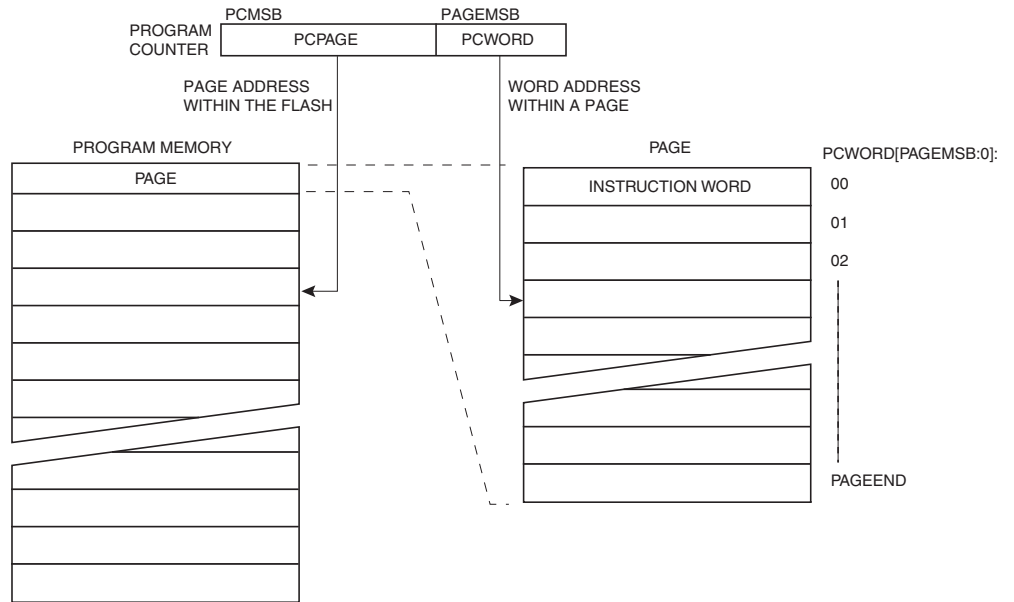 PCMSB PAGEMSB
PROGRAM
COUNTER
PCPAGE PCWORD
PAGE ADDRESS
WITHIN THE FLASH
WORD ADDRESS
WITHIN A PAGE
PROGRAM MEMORY
PAGE
PAGE
INSTRUCTION WORD
PCWORD[PAGEMSB:0]:
00
01
02
PAGEEND